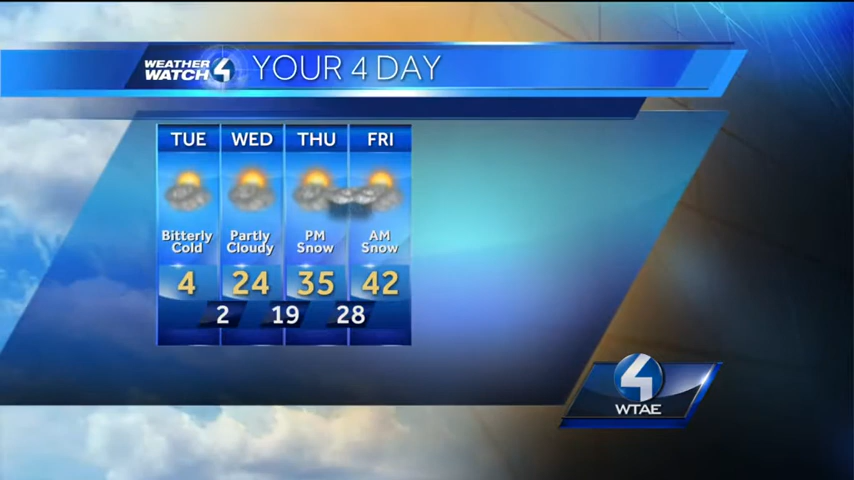 WEATHER
WATCH 4
YOUR 4 DAY
TUE WED THU FRI
Bitterly Cold
Partly Cloudy
PM Snow
AM Snow
4 24 35 42
2 19 28
4
WTAE